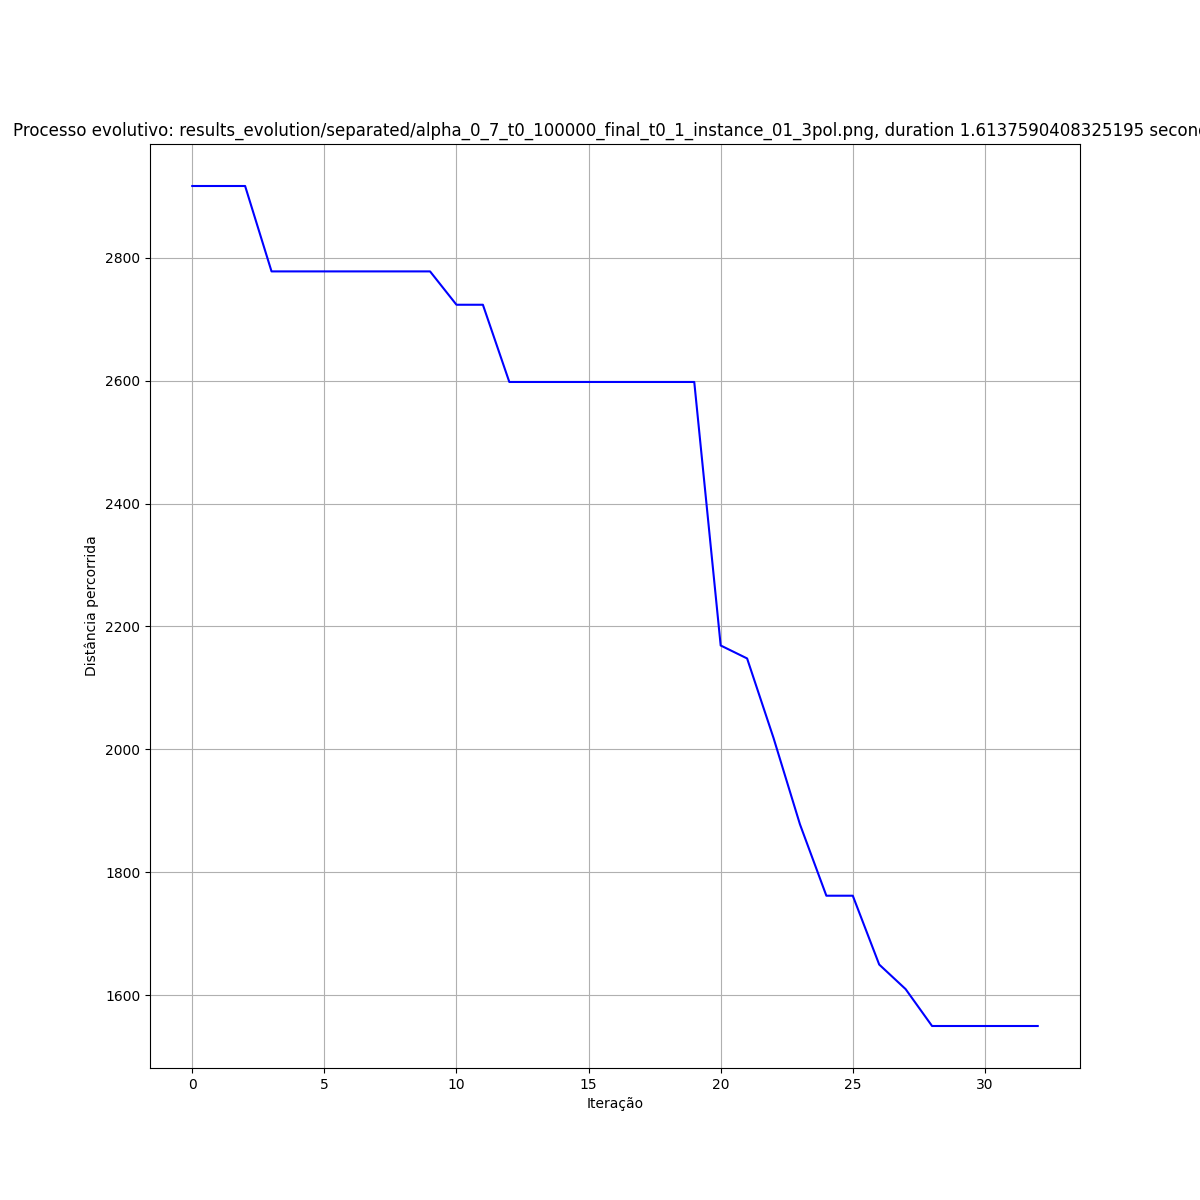 Processo evolutivo: results_evolution/separated/alpha_0_7_t0_100000_final_t0_1_instance_01_3pol.png, duration 1.6137590408325195
2800
2600
2400
2200
2000
1800
1600
Distância percorrida
0 5 10 15 20 25 30
Iteração